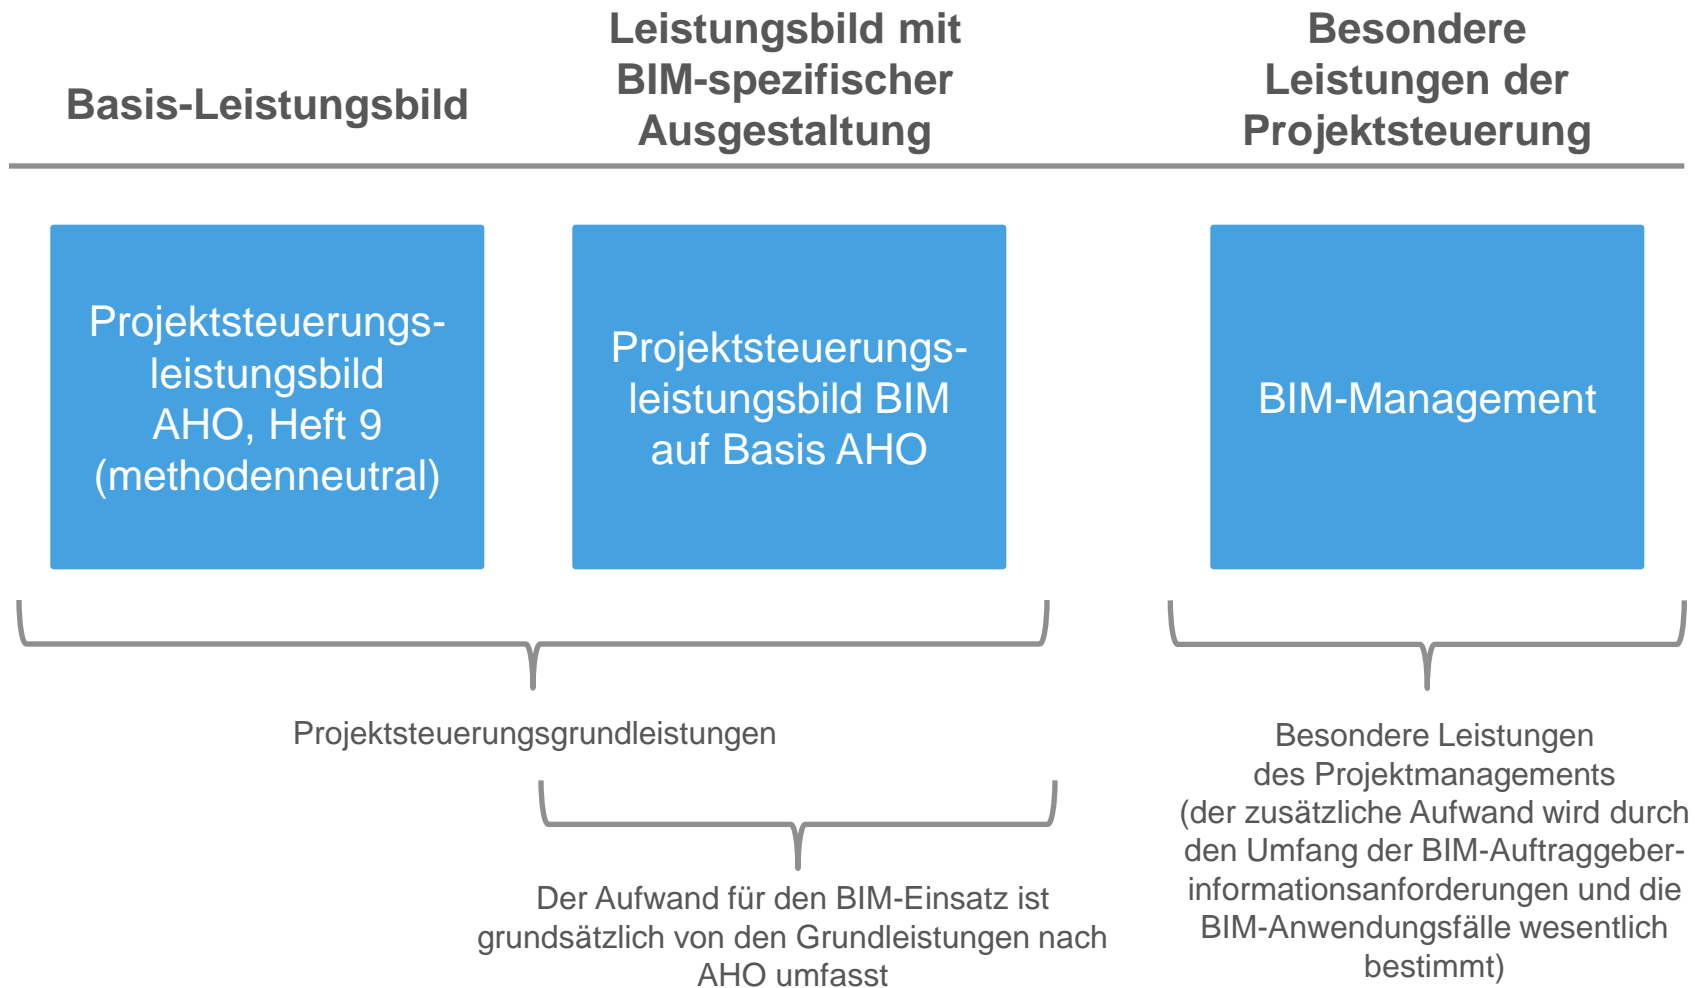 Basis-Leistungsbild
Leistungsbild mit
BIM-spezifischer
Ausgestaltung
Besondere
Leistungen der
Projektsteuerung
Projektsteuerungs-
leistungsbild
AHO, Heft 9
(methodenneutral)
Projektsteuerungs-
leistungsbild BIM
auf Basis AHO
BIM-Management
Projektsteuerungsgrundleistungen
Der Aufwand für den BIM-Einsatz ist
grundsätzlich von den Grundleistungen nach
AHO umfasst
Besondere Leistungen
des Projektmanagements
(der zusätzliche Aufwand wird durch
den Umfang der BIM-Auftraggeber-
informationsanforderungen und die
BIM-Anwendungsfälle wesentlich
bestimmt)